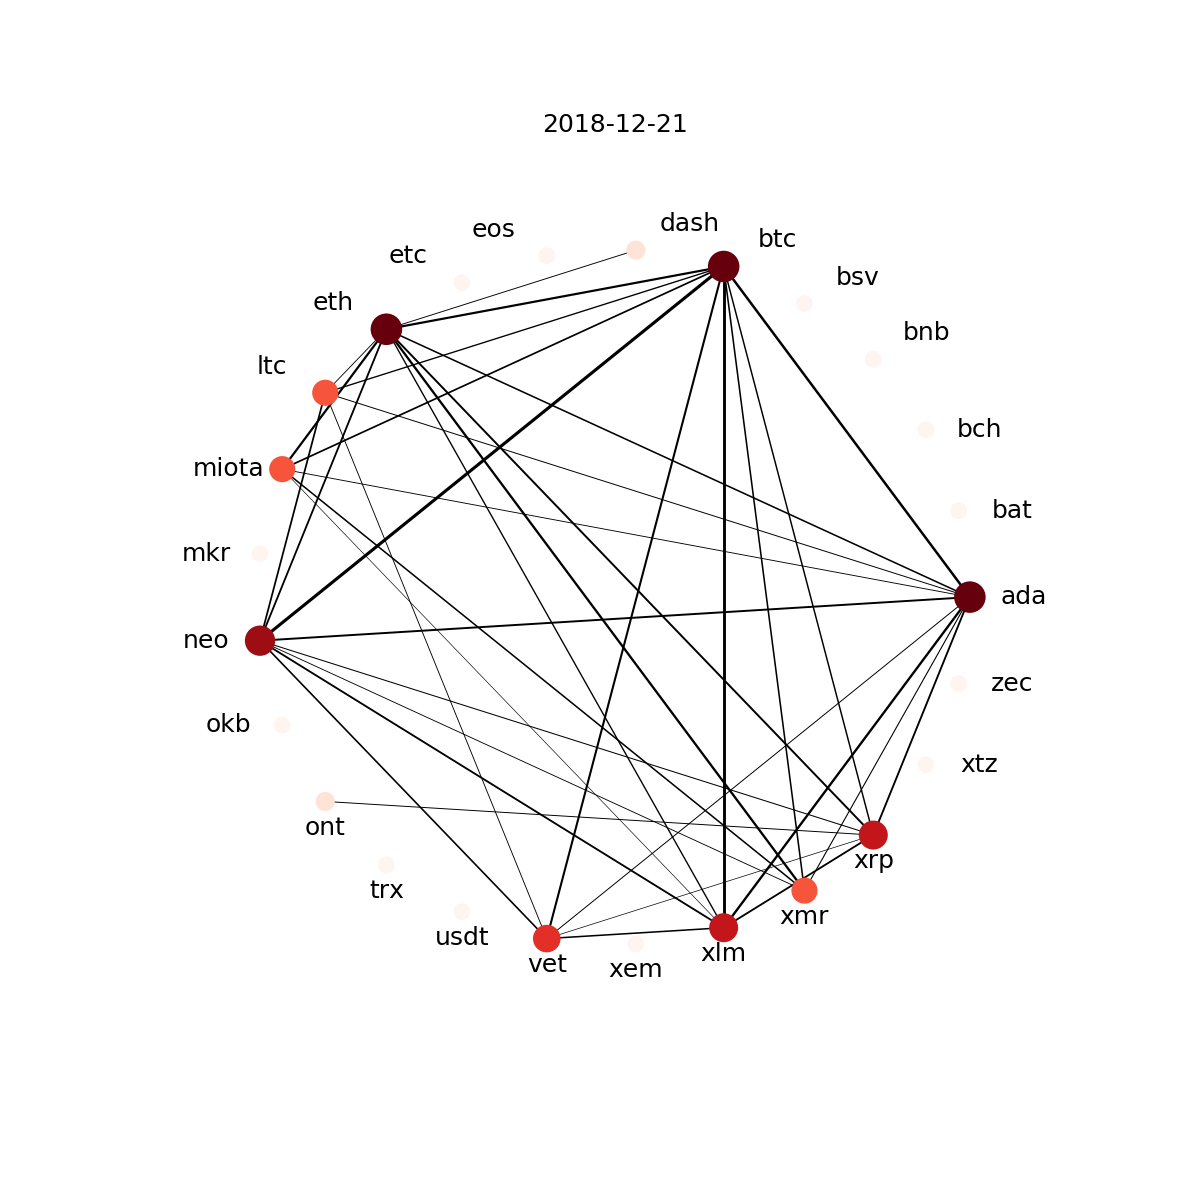 2018-12-21
dash
eos
btc
etc
bsv
eth
bnb
ltc
bch
miota
bat
mkr
ada
neo
zec
okb
xtz
ont
xrp
trx
xmr
usdt
xlm
vet
xem